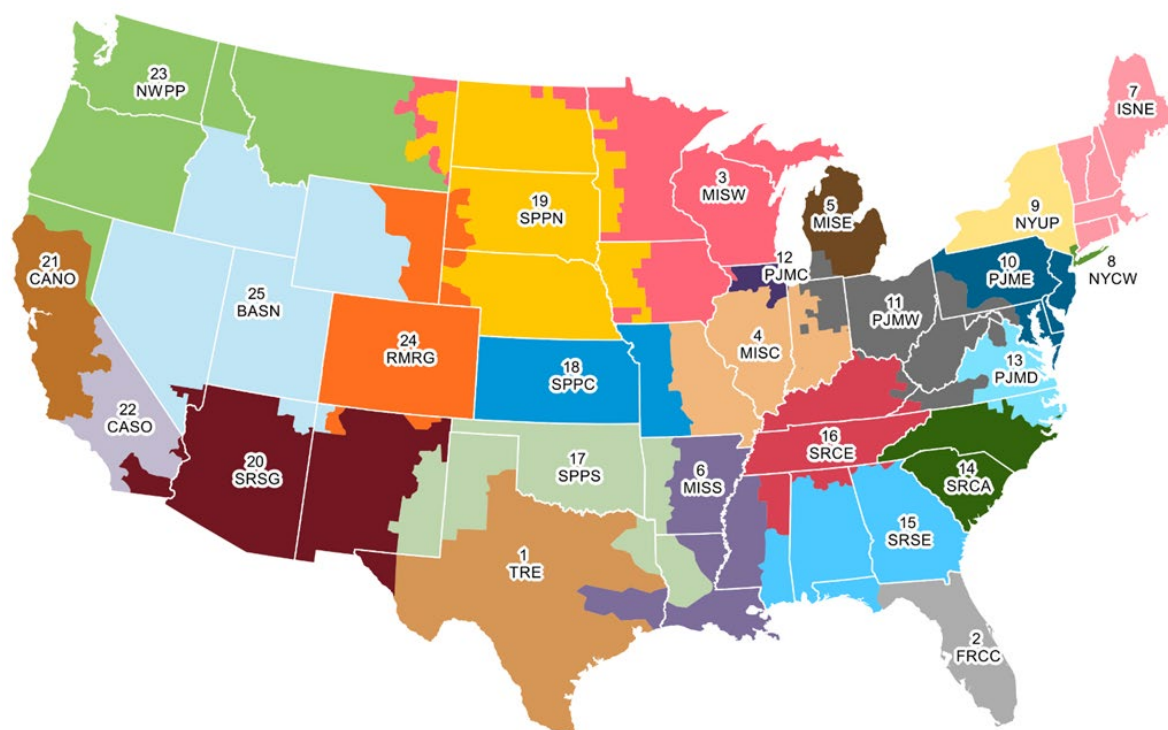 23
NWPP
7
ISNE
3
MISW
19
SPPN
5
MISE
9
NYUP
21
CANO
12
PJMC
10
PJME
8
NYCW
25
BASN
11
PJMW
24
RMRG
4
MISC
18
SPPC
13
PJMD
22
CASO
16
SRCE
20
SRSG
17
SPPS
6
MISS
14
SRCA
15
SRSE
1
TRE
2
FRCC